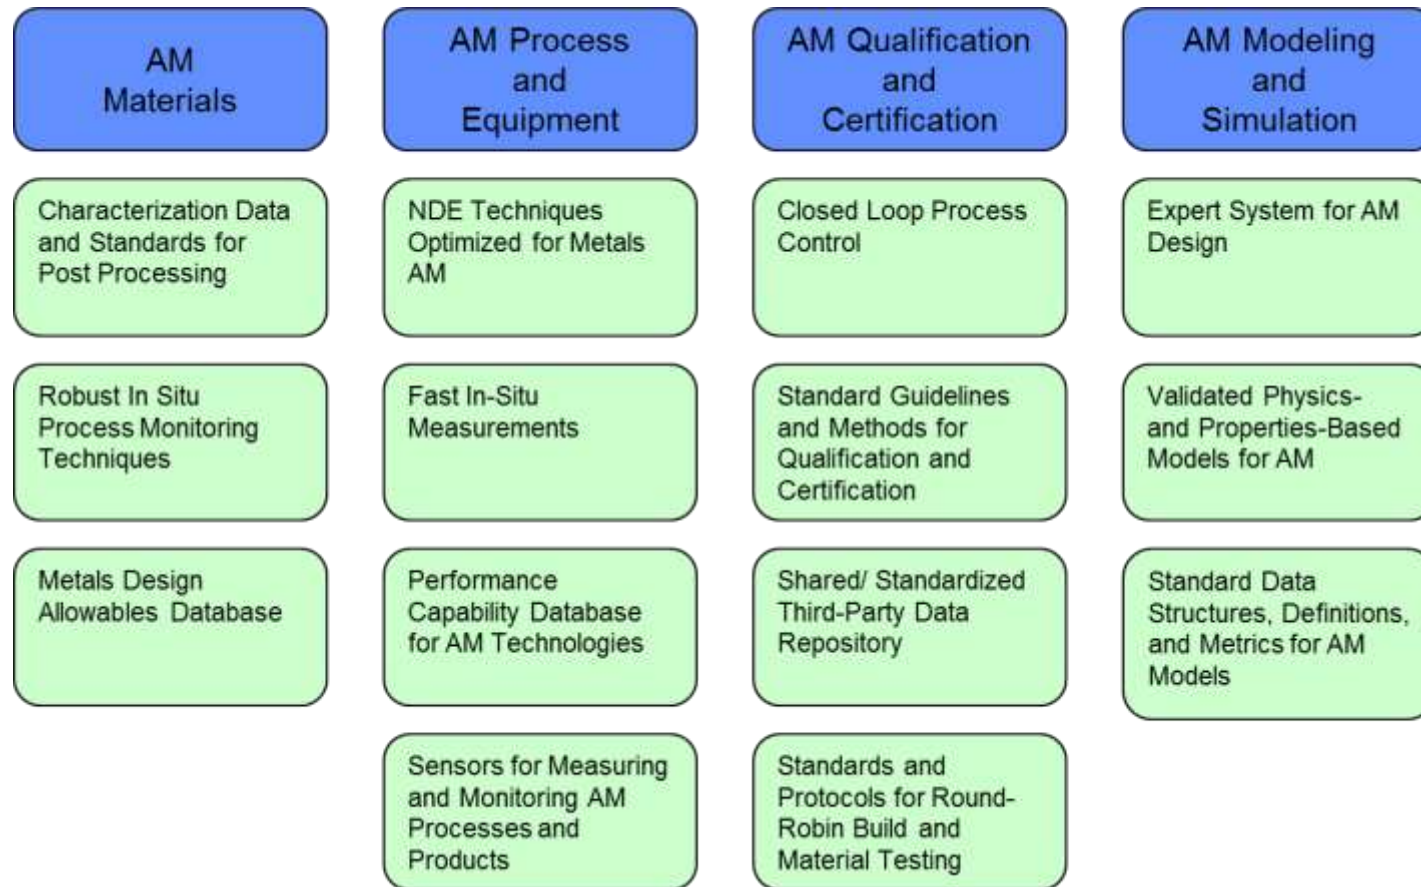 AM
Materials
AM Process
and
Equipment
AM Qualification
and
Certification
AM Modeling
and
Simulation
Characterization Data
and Standards for
Post Processing
NDE Techniques
Optimized for Metals
AM
Closed Loop Process
Control
Expert System for AM
Design
Robust In Situ
Process Monitoring
Techniques
Fast In-Situ
Measurements
Standard Guidelines
and Methods for
Qualification and
Certification
Validated Physics-
and Properties-Based
Models for AM
Metals Design
Allowables Database
Performance
Capability Database
for AM Technologies
Shared/ Standardized
Third-Party Data
Repository
Standard Data
Structures, Definitions,
and Metrics for AM
Models
Sensors for Measuring
and Monitoring AM
Processes and
Products
Standards and
Protocols for Round-
Robin Build and
Material Testing